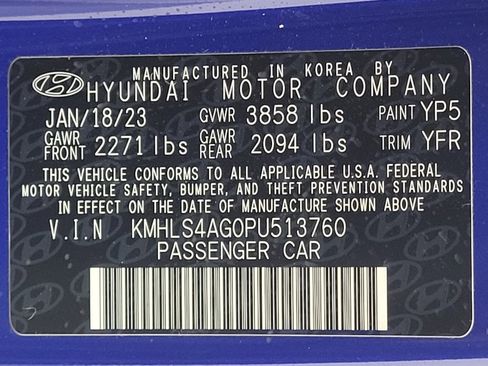 MANUFACTURED IN KOREA BY
HYUNDAI MOTOR COMPANY
JAN/18/23 GVWR 3858 lbs PAINT YP5
GAWR FRONT 2271 lbs GAWR REAR 2094 lbs TRIM YFR
THIS VEHICLE CONFORMS TO ALL APPLICABLE U.S.A. FEDERAL
MOTOR VEHICLE SAFETY, BUMPER, AND THEFT PREVENTION STANDARDS
IN EFFECT ON THE DATE OF MANUFACTURE SHOWN ABOVE
V.I.N KMHLS4AG0PU513760
PASSENGER CAR